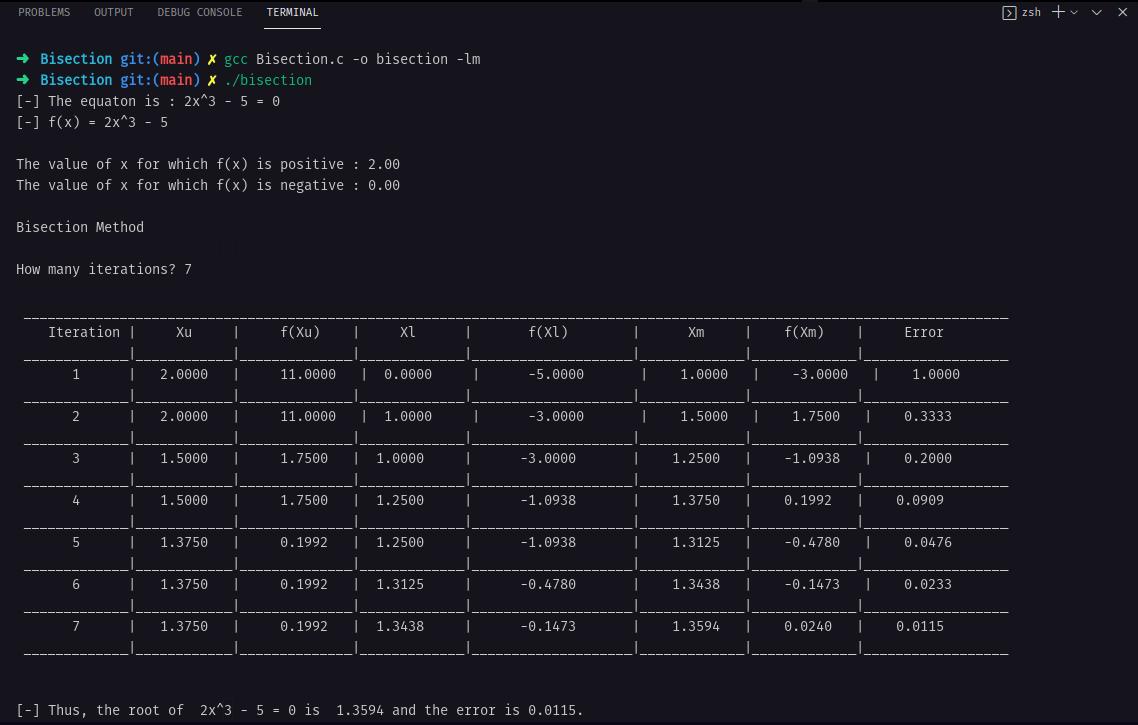 PROBLEMS OUTPUT DEBUG CONSOLE TERMINAL zsh
➜ Bisection git:(main) ✗ gcc Bisection.c -o bisection -lm
➜ Bisection git:(main) ✗ ./bisection
[-] The equaton is : 2x^3 - 5 = 0
[-] f(x) = 2x^3 - 5
The value of x for which f(x) is positive : 2.00
The value of x for which f(x) is negative : 0.00
Bisection Method
How many iterations? 7
Iteration | Xu | f(Xu) | Xl | f(Xl) | Xm | f(Xm) | Error
1 | 2.0000 | 11.0000 | 0.0000 | -5.0000 | 1.0000 | -3.0000 | 1.0000
2 | 2.0000 | 11.0000 | 1.0000 | -3.0000 | 1.5000 | 1.7500 | 0.3333
3 | 1.5000 | 1.7500 | 1.0000 | -3.0000 | 1.2500 | -1.0938 | 0.2000
4 | 1.5000 | 1.7500 | 1.2500 | -1.0938 | 1.3750 | 0.1992 | 0.0909
5 | 1.3750 | 0.1992 | 1.2500 | -1.0938 | 1.3125 | -0.4780 | 0.0476
6 | 1.3750 | 0.1992 | 1.3125 | -0.4780 | 1.3438 | -0.1473 | 0.0233
7 | 1.3750 | 0.1992 | 1.3438 | -0.1473 | 1.3594 | 0.0240 | 0.0115
[-] Thus, the root of  2x^3 - 5 = 0 is  1.3594 and the error is 0.0115.